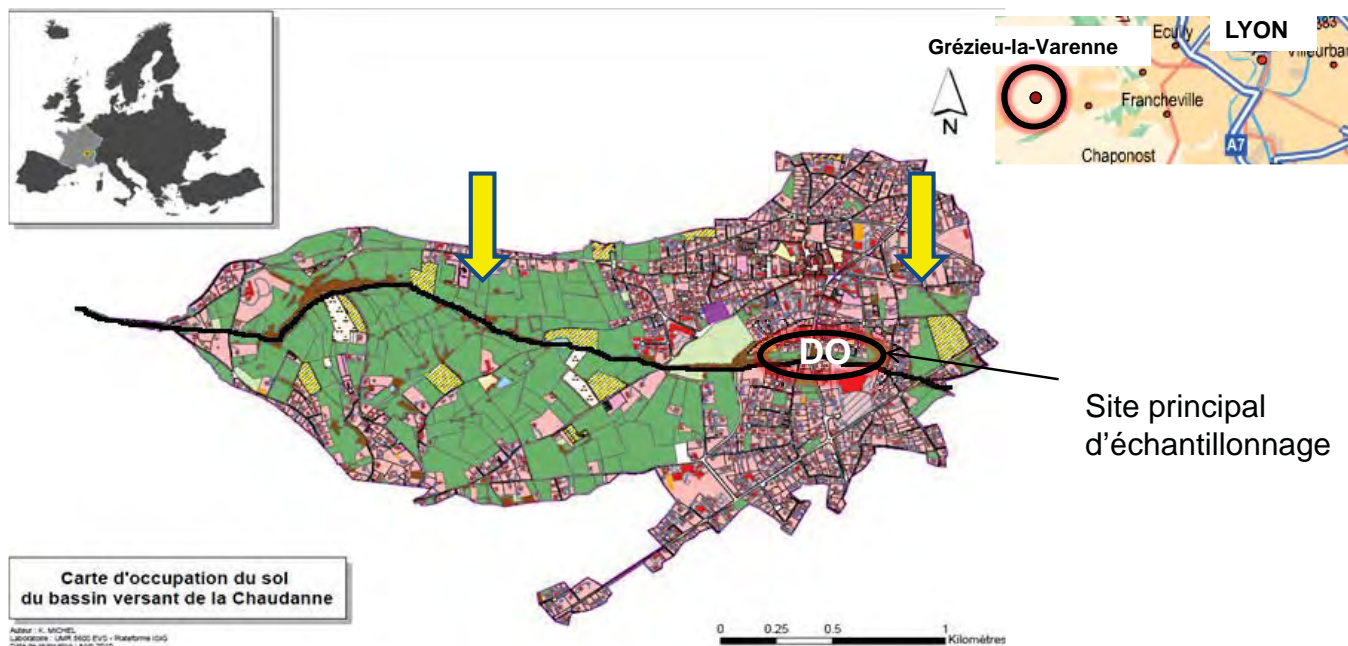 Grézieu-la-Varenne
LYON
Ecully
Francheville
Chaponost
A7
N
DO
Site principal
d'échantillonnage
Carte d'occupation du sol
du bassin versant de la Chaudanne
Auteur : K. MICHEL
Laboratoire : UMR 5600 EVS - Plateforme ISIG
0 0.25 0.5 1
Kilomètres